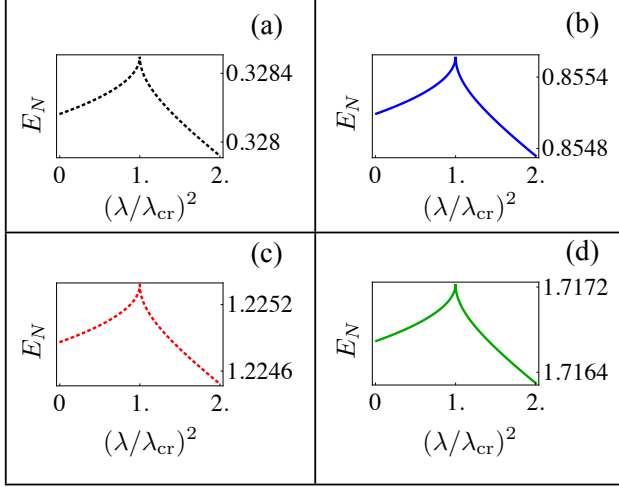 (a)
E_N
0.3284
0.328
0 1. 2.
(λ/λ_cr)^2
(b)
E_N
0.8554
0.8548
0 1. 2.
(λ/λ_cr)^2
(c)
E_N
1.2252
1.2246
0 1. 2.
(λ/λ_cr)^2
(d)
E_N
1.7172
1.7164
0 1. 2.
(λ/λ_cr)^2